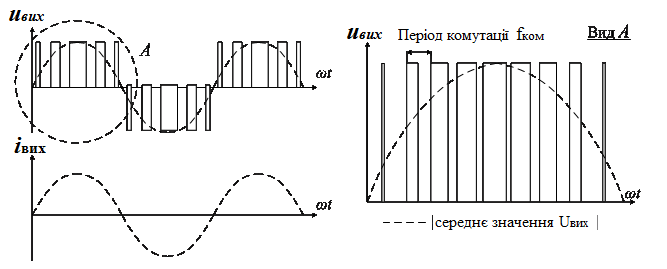 uвих
A
ωt
iвих
ωt
uвих
Період комутації fком
Вид A
ωt
|середнє значення Uвих |